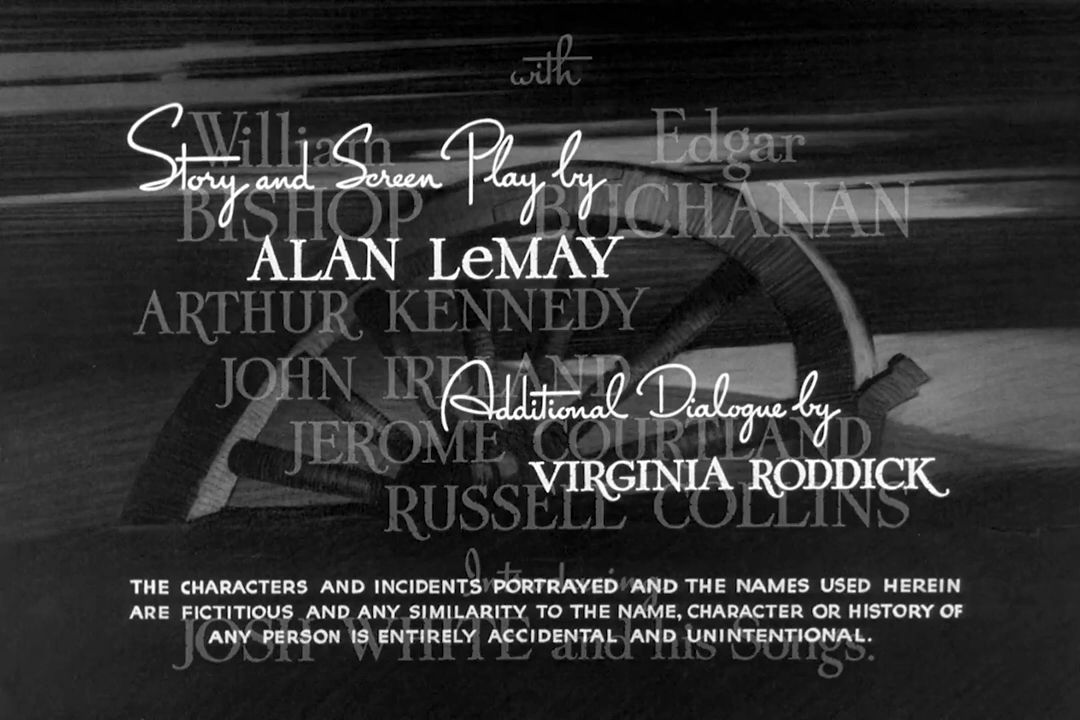 with
William
Edgar
BISHOP
BUCHANAN
Story and Screen Play by
ALAN LeMAY
ARTHUR KENNEDY
JOHN IRELAND
Additional Dialogue by
JEROME COURTLAND
VIRGINIA RODDICK
RUSSELL COLLINS
Introducing
THE CHARACTERS AND INCIDENTS PORTRAYED AND THE NAMES USED HEREIN
ARE FICTITIOUS AND ANY SIMILARITY TO THE NAME, CHARACTER OR HISTORY OF
ANY PERSON IS ENTIRELY ACCIDENTAL AND UNINTENTIONAL.
JOSH WHITE and his Songs.